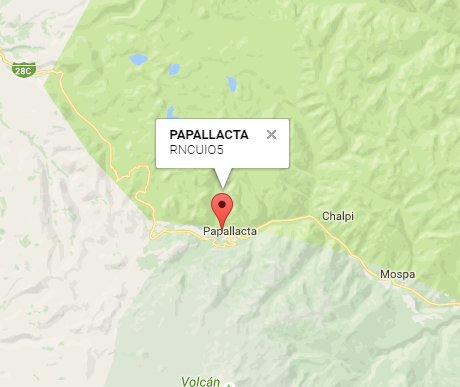 28C
PAPALLACTA
RNCUIO5
Papallacta
Chalpi
Mospa
Volcán